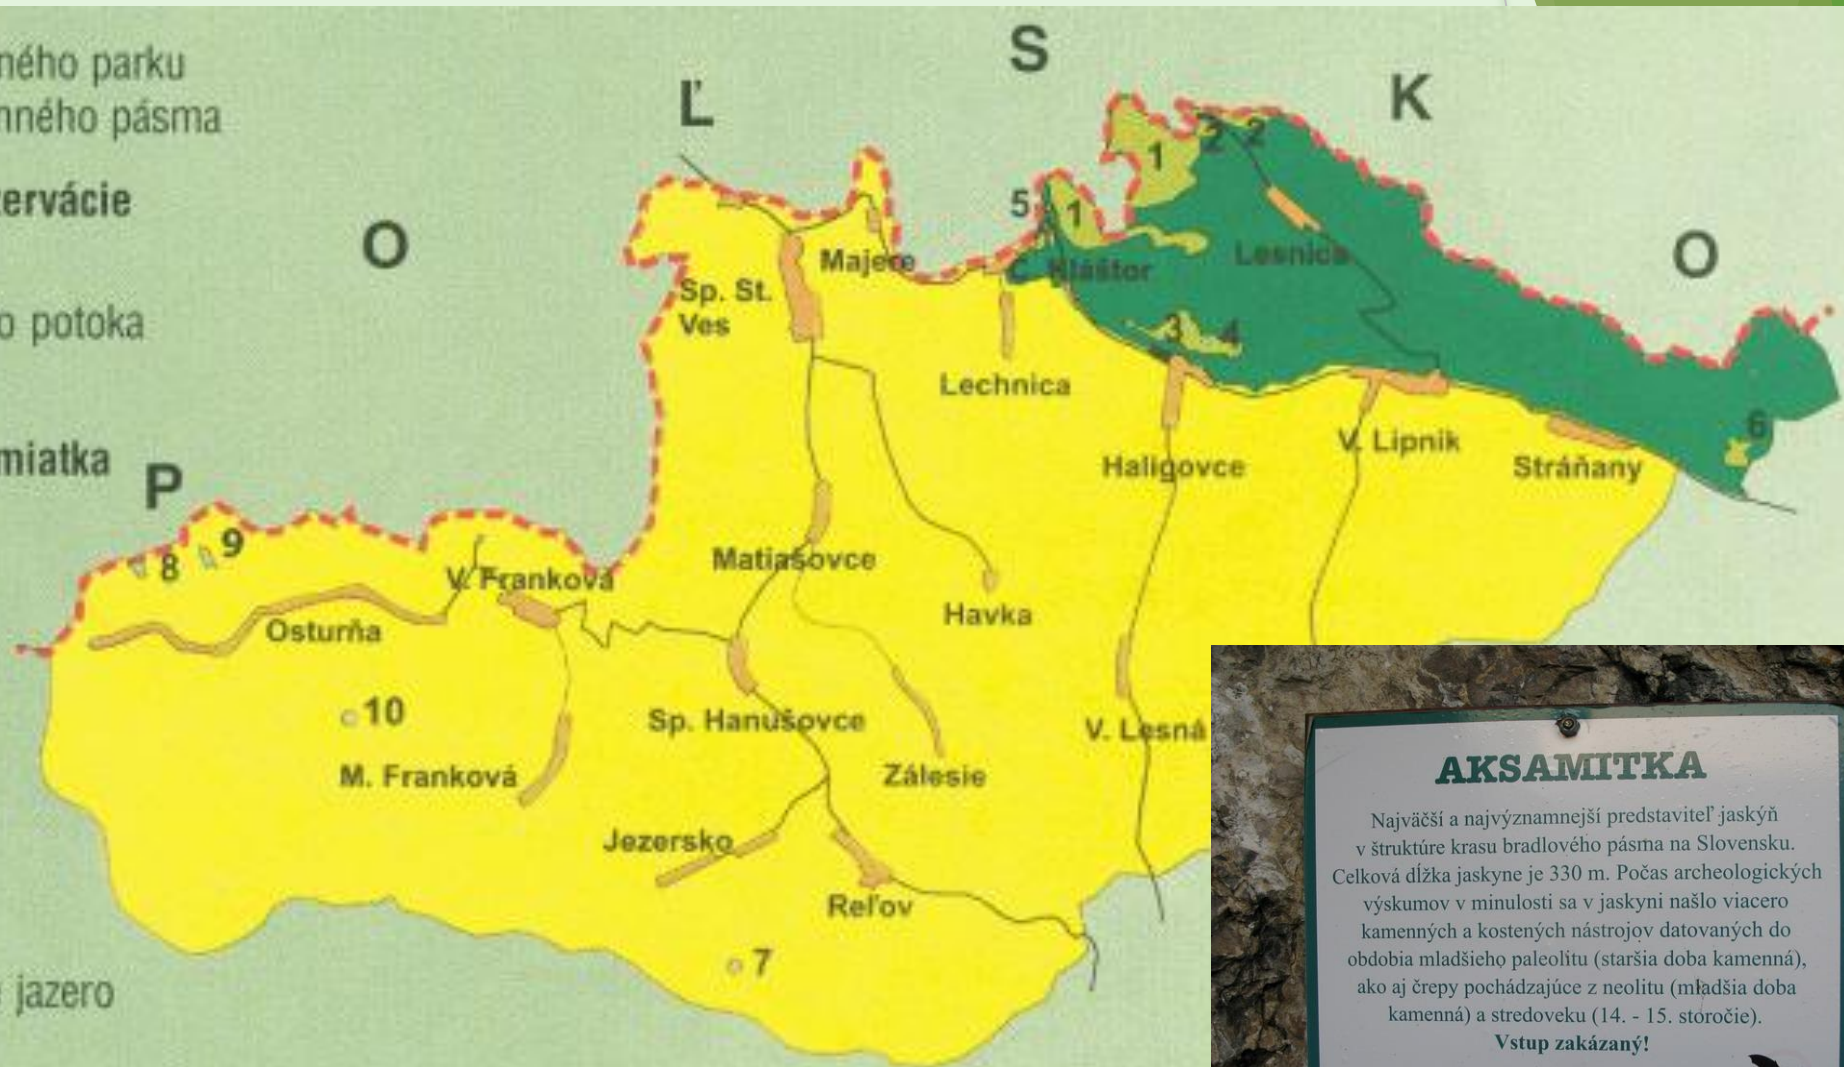 ného parku
nného pásma
ervácie
o potoka
miatka
jazero
P
O
Ľ
S
K
O
1
2
2
5
1
Majere
Č. Kláštor
Lesnica
Sp. St.
Ves
3
4
Lechnica
Haligovce
V. Lipnik
Stráňany
6
8
9
V. Franková
Matiašovce
Osturňa
Havka
10
Sp. Hanušovce
V. Lesná
M. Franková
Zálesie
Jezersko
Reľov
7
AKSAMITKA
Najväčší a najvýznamnejší predstaviteľ jaskýň
v štruktúre krasu bradlového pásma na Slovensku.
Celková dĺžka jaskyne je 330 m. Počas archeologických
výskumov v minulosti sa v jaskyni našlo viacero
kamenných a kostených nástrojov datovaných do
obdobia mladšieho paleolitu (staršia doba kamenná),
ako aj črepy pochádzajúce z neolitu (mladšia doba
kamenná) a stredoveku (14. - 15. storočie).
Vstup zakázaný!